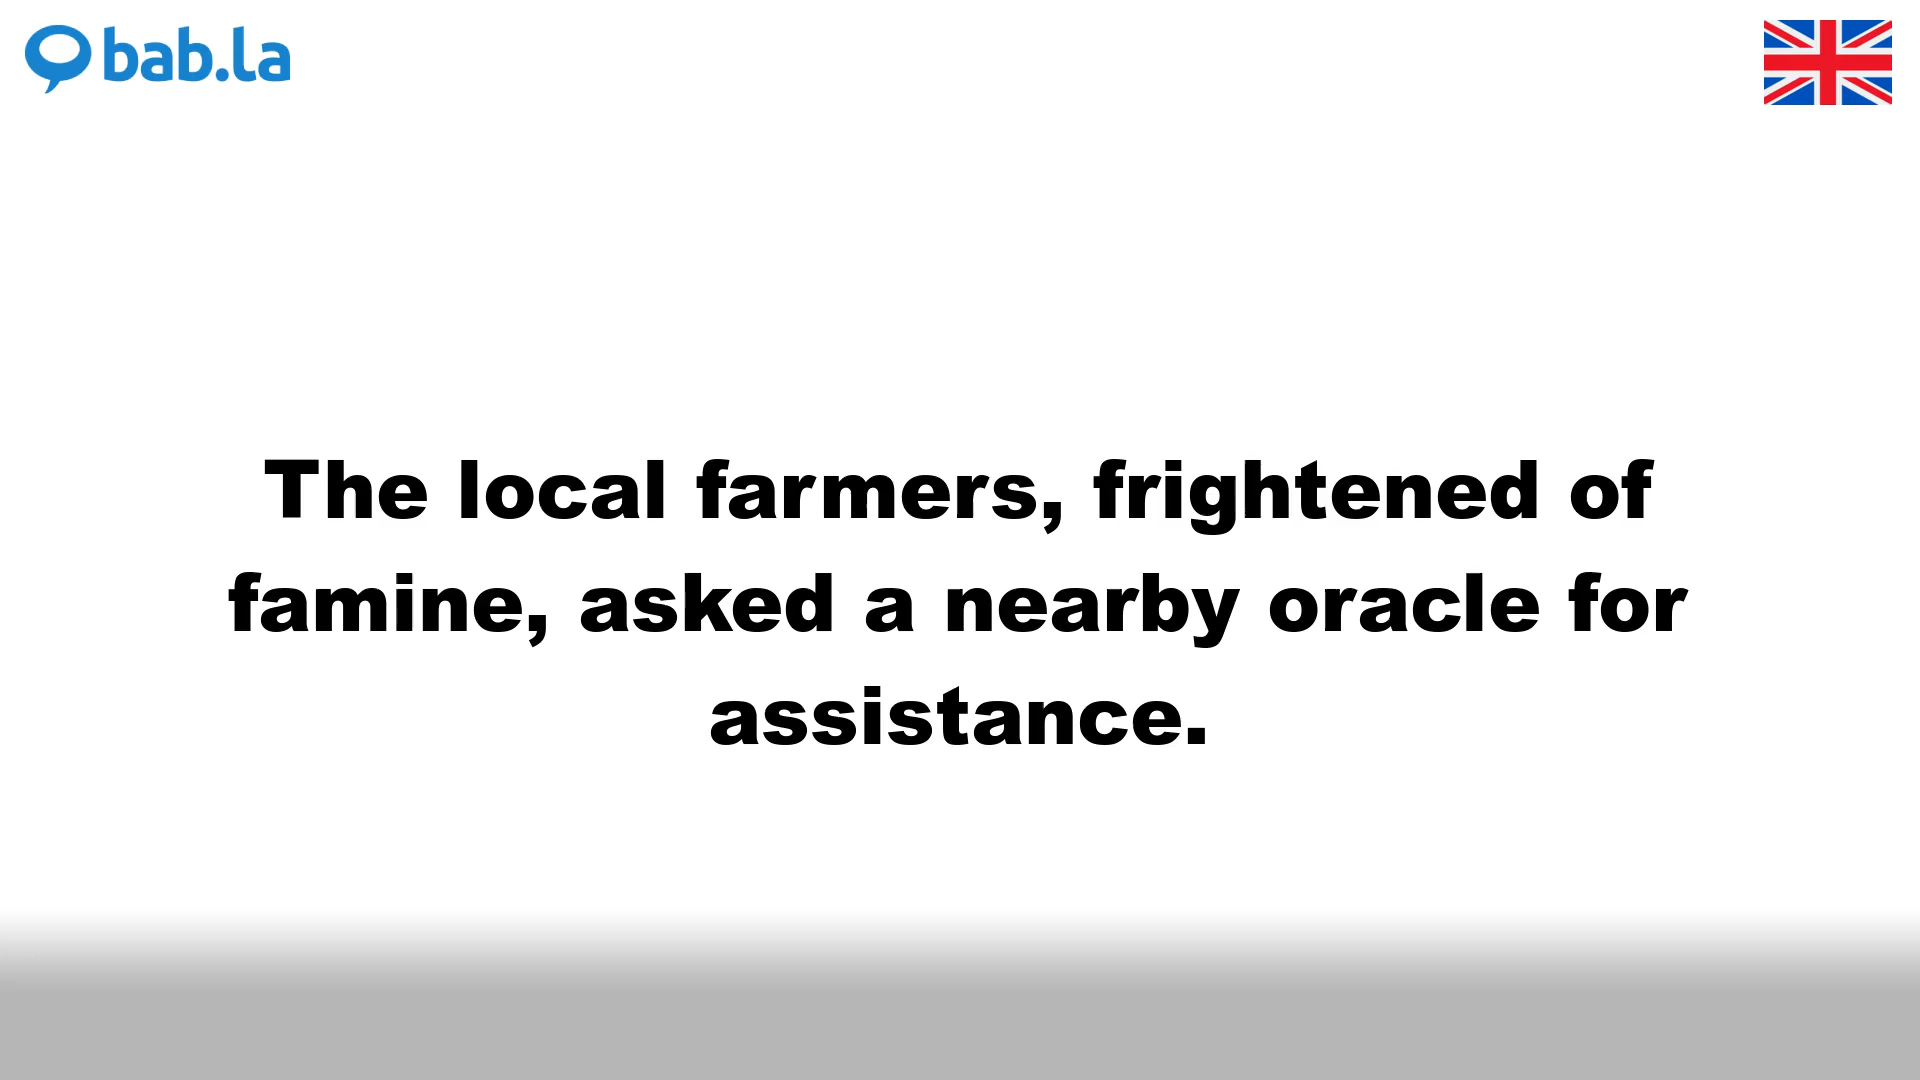 bab.la
The local farmers, frightened of
famine, asked a nearby oracle for
assistance.